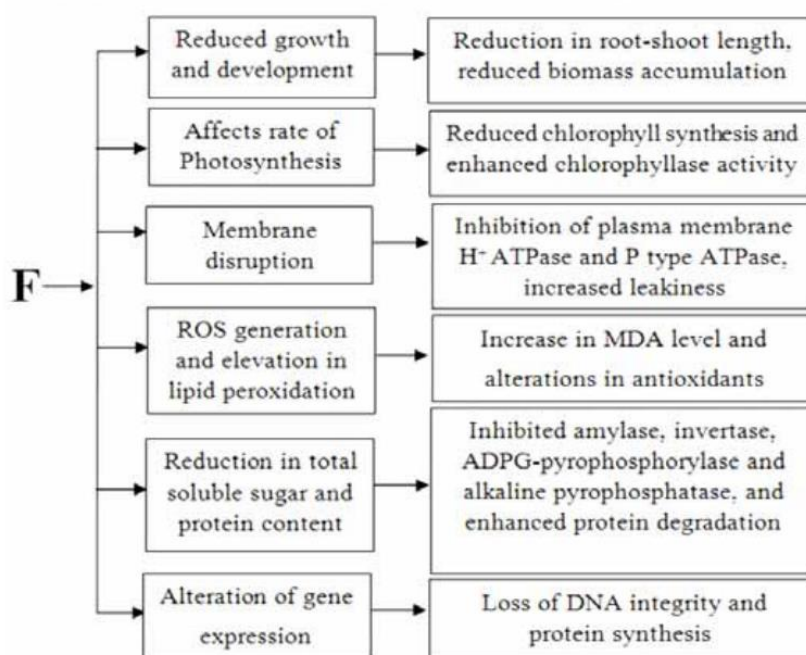 F
Reduced growth
and development
Reduction in root-shoot length,
reduced biomass accumulation
Affects rate of
Photosynthesis
Reduced chlorophyll synthesis and
enhanced chlorophyllase activity
Membrane
disruption
Inhibition of plasma membrane
H⁺ ATPase and P type ATPase,
increased leakiness
ROS generation
and elevation in
lipid peroxidation
Increase in MDA level and
alterations in antioxidants
Reduction in total
soluble sugar and
protein content
Inhibited amylase, invertase,
ADPG-pyrophosphorylase and
alkaline pyrophosphatase, and
enhanced protein degradation
Alteration of gene
expression
Loss of DNA integrity and
protein synthesis